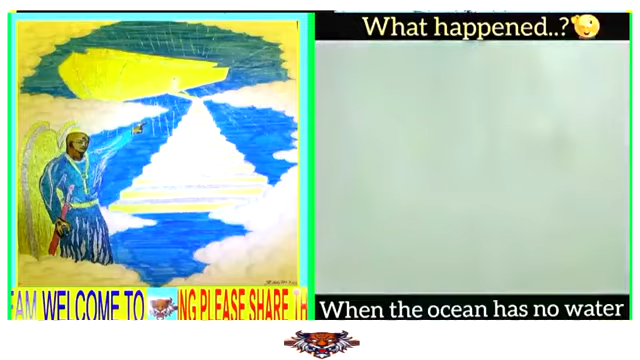 What happened..?
FAM WELCOME TO
NG PLEASE SHARE TH
When the ocean has no water